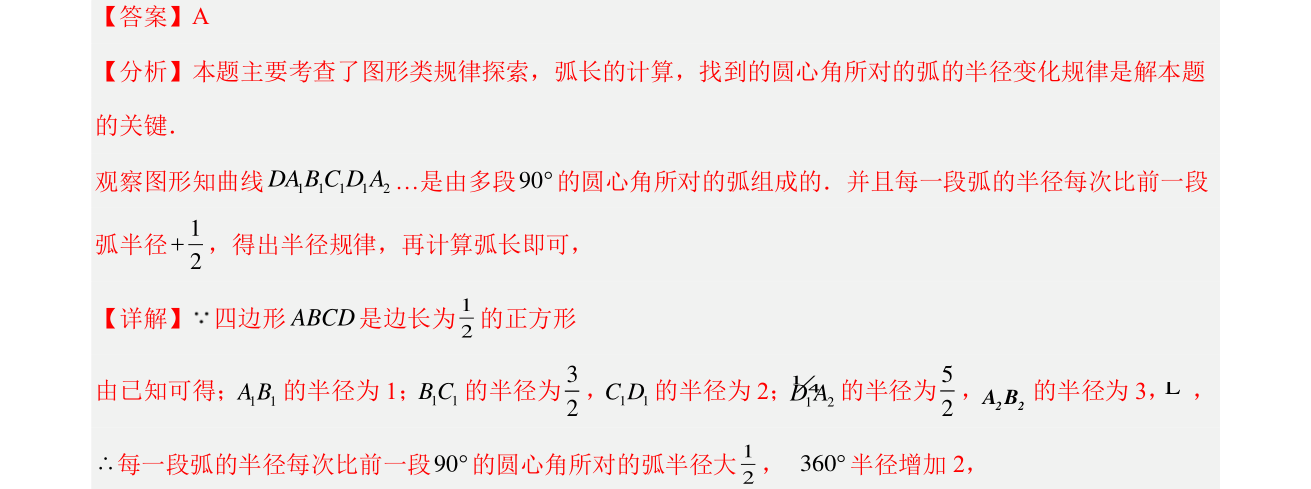 【答案】A
【分析】本题主要考查了图形类规律探索，弧长的计算，找到的圆心角所对的弧的半径变化规律是解本题
的关键．
观察图形知曲线DA₁B₁C₁D₁A₂…是由多段90°的圆心角所对的弧组成的．并且每一段弧的半径每次比前一段
弧半径+1/2，得出半径规律，再计算弧长即可，
【详解】∵四边形ABCD是边长为1/2的正方形
由已知可得；A₁B₁的半径为1；B₁C₁的半径为3/2，C₁D₁的半径为2；D₁A₂的半径为5/2，A₂B₂的半径为3，L，
∴每一段弧的半径每次比前一段90°的圆心角所对的弧半径大1/2， 360°半径增加2，